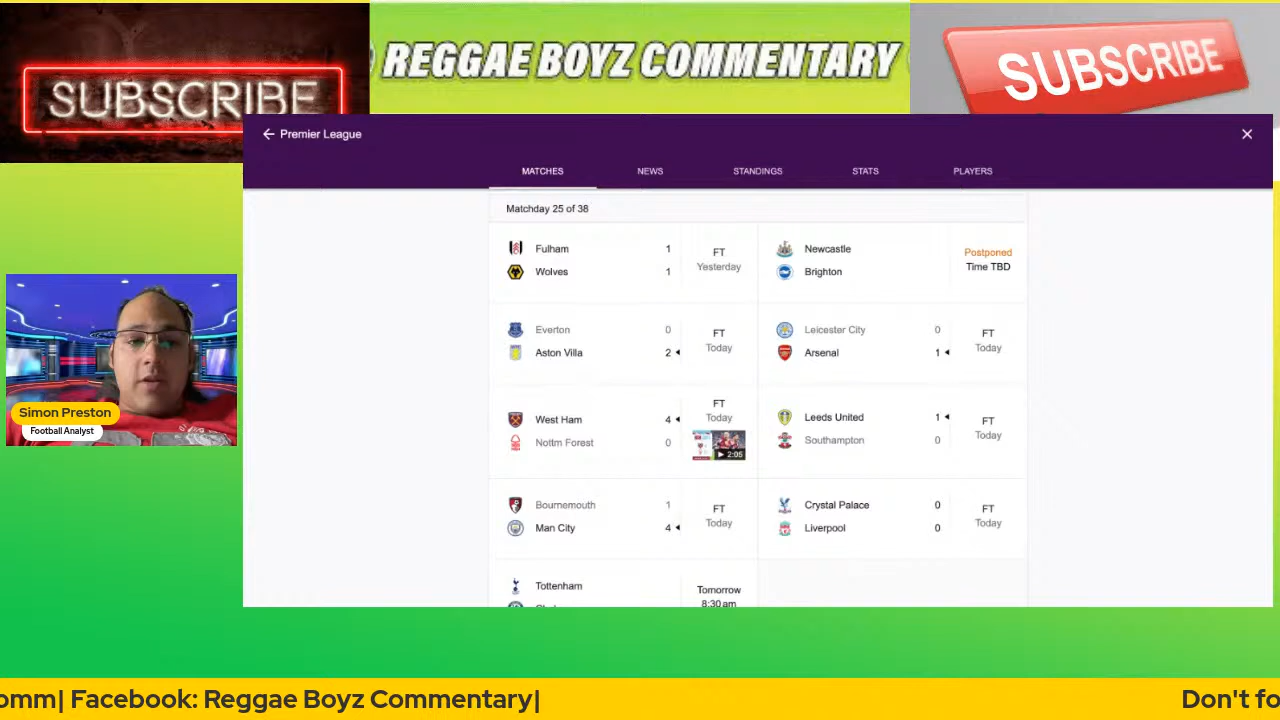 SUBSCRIBE
REGGAE BOYZ COMMENTARY
SUBSCRIBE
← Premier League
MATCHES NEWS STANDINGS STATS PLAYERS
Matchday 25 of 38
Fulham 1
Wolves 1
FT
Yesterday
Newcastle
Brighton
Postponed
Time TBD
Everton 0
Aston Villa 2
FT
Today
Leicester City 0
Arsenal 1
FT
Today
West Ham 4
Nottm Forest 0
FT
Today
2:05
Leeds United 1
Southampton 0
FT
Today
Bournemouth 1
Man City 4
FT
Today
Crystal Palace 0
Liverpool 0
FT
Today
Tottenham
Tomorrow
8:30 am
Simon Preston
Football Analyst
omm| Facebook: Reggae Boyz Commentary| Don't fo